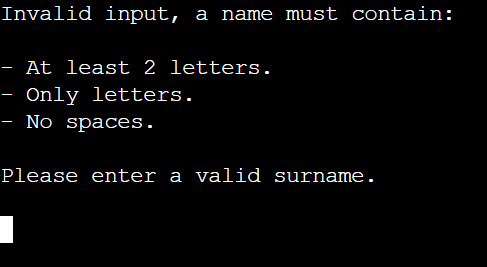 Invalid input, a name must contain:
- At least 2 letters.
- Only letters.
- No spaces.
Please enter a valid surname.